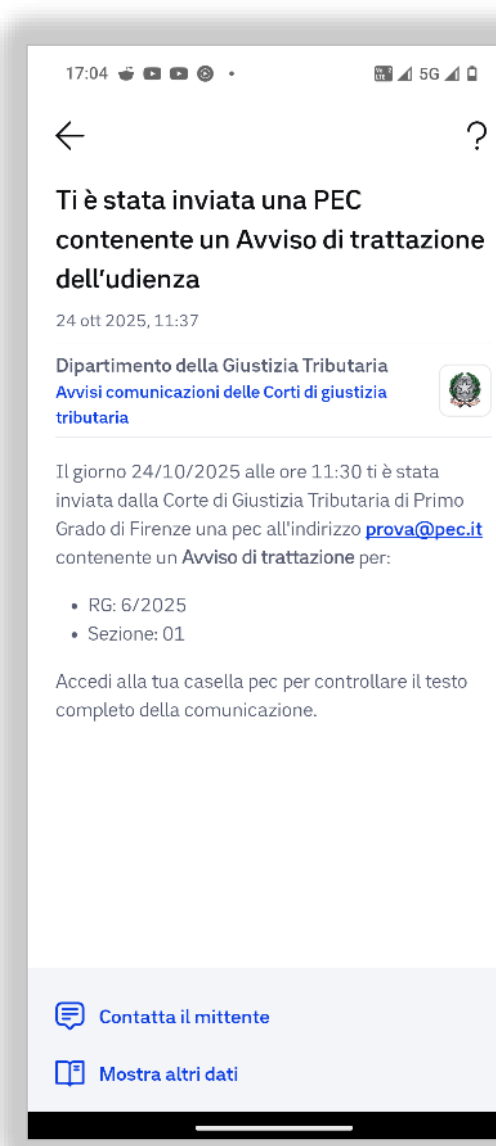 17:04 5G
?
Ti è stata inviata una PEC
contenente un Avviso di trattazione
dell'udienza
24 ott 2025, 11:37
Dipartimento della Giustizia Tributaria
Avvisi comunicazioni delle Corti di giustizia
tributaria
Il giorno 24/10/2025 alle ore 11:30 ti è stata
inviata dalla Corte di Giustizia Tributaria di Primo
Grado di Firenze una pec all'indirizzo prova@pec.it
contenente un Avviso di trattazione per:
• RG: 6/2025
• Sezione: 01
Accedi alla tua casella pec per controllare il testo
completo della comunicazione.
Contatta il mittente
Mostra altri dati